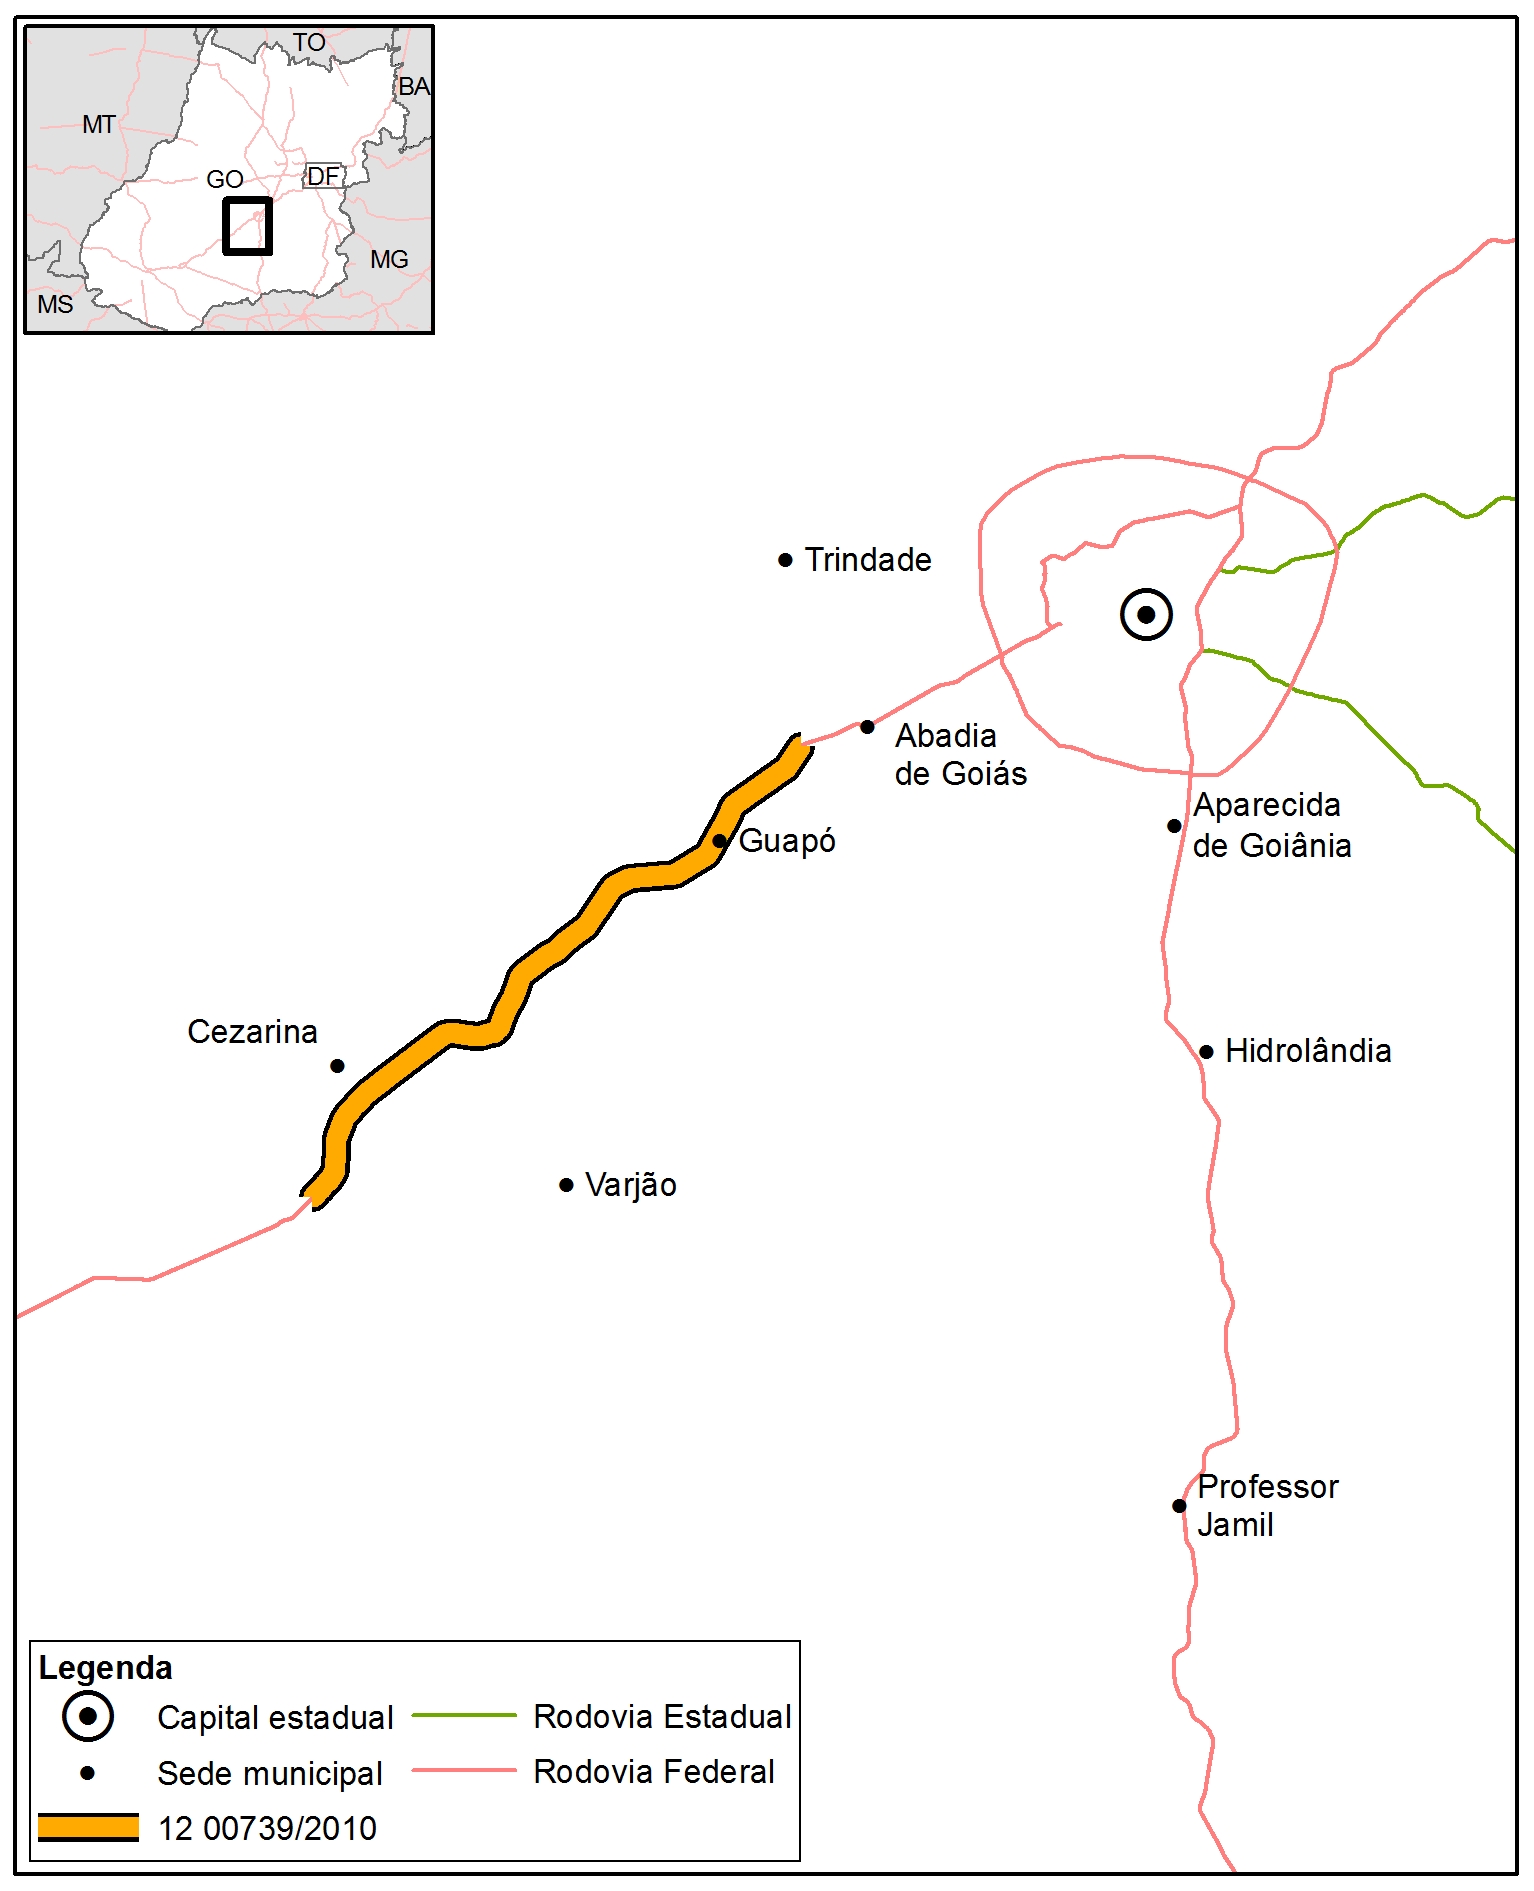 TO
BA
MT
GO
DF
MG
MS
Trindade
Abadia
de Goiás
Aparecida
de Goiânia
Guapó
Cezarina
Hidrolândia
Varjão
Professor
Jamil
Legenda
Capital estadual
Rodovia Estadual
Sede municipal
Rodovia Federal
12 00739/2010